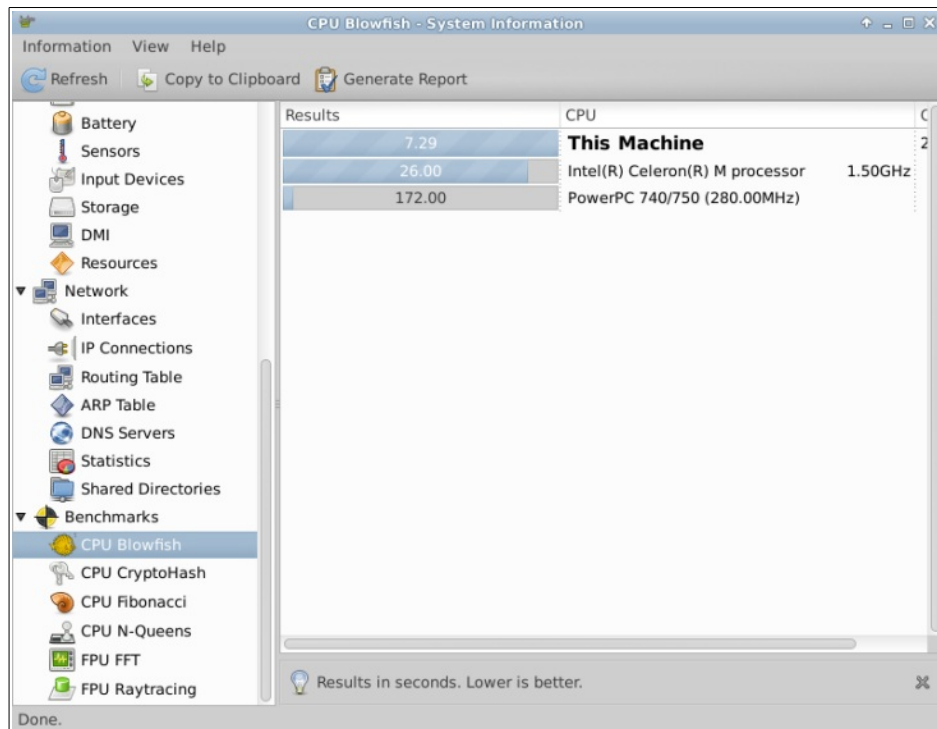 CPU Blowfish - System Information
Information View Help
Refresh Copy to Clipboard Generate Report
Battery
Sensors
Input Devices
Storage
DMI
Resources
Network
Interfaces
IP Connections
Routing Table
ARP Table
DNS Servers
Statistics
Shared Directories
Benchmarks
CPU Blowfish
CPU CryptoHash
CPU Fibonacci
CPU N-Queens
FPU FFT
FPU Raytracing
Results CPU
7.29 This Machine 2
26.00 Intel(R) Celeron(R) M processor 1.50GHz
172.00 PowerPC 740/750 (280.00MHz)
Results in seconds. Lower is better.
Done.